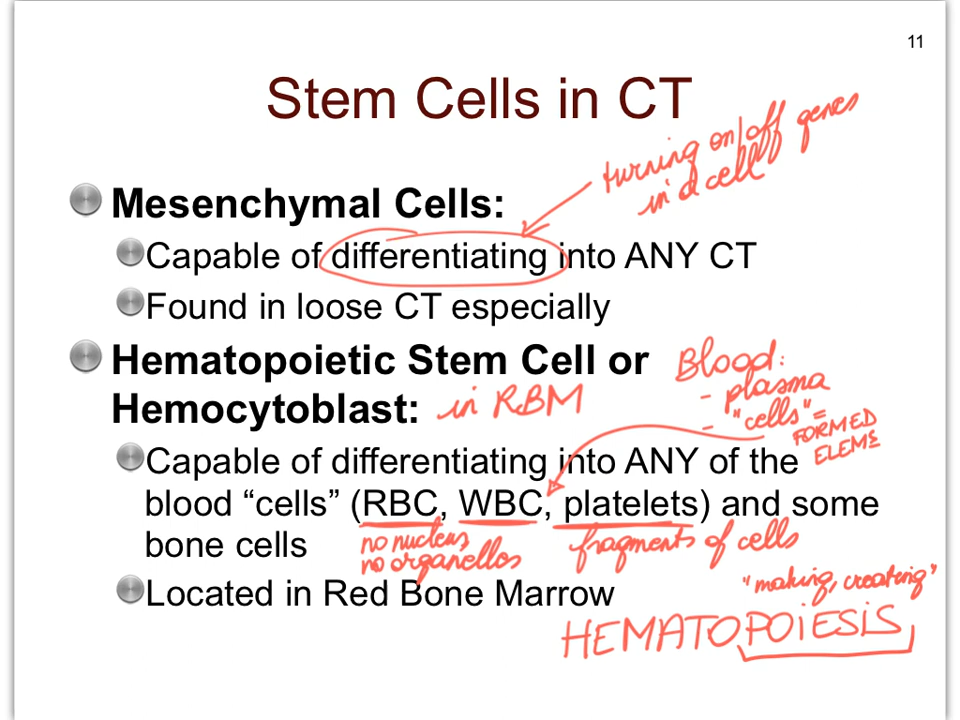 11
Stem Cells in CT
turning on/off genes
in a cell
Mesenchymal Cells:
Capable of differentiating into ANY CT
Found in loose CT especially
Hematopoietic Stem Cell or
Hemocytoblast:
in RBM
Blood:
- plasma
- "cells" =
FORMED
ELEMS
Capable of differentiating into ANY of the
blood “cells” (RBC, WBC, platelets) and some
bone cells
no nucleus
no organelles
fragments of cells
Located in Red Bone Marrow
"making, creating"
HEMATOPOIESIS